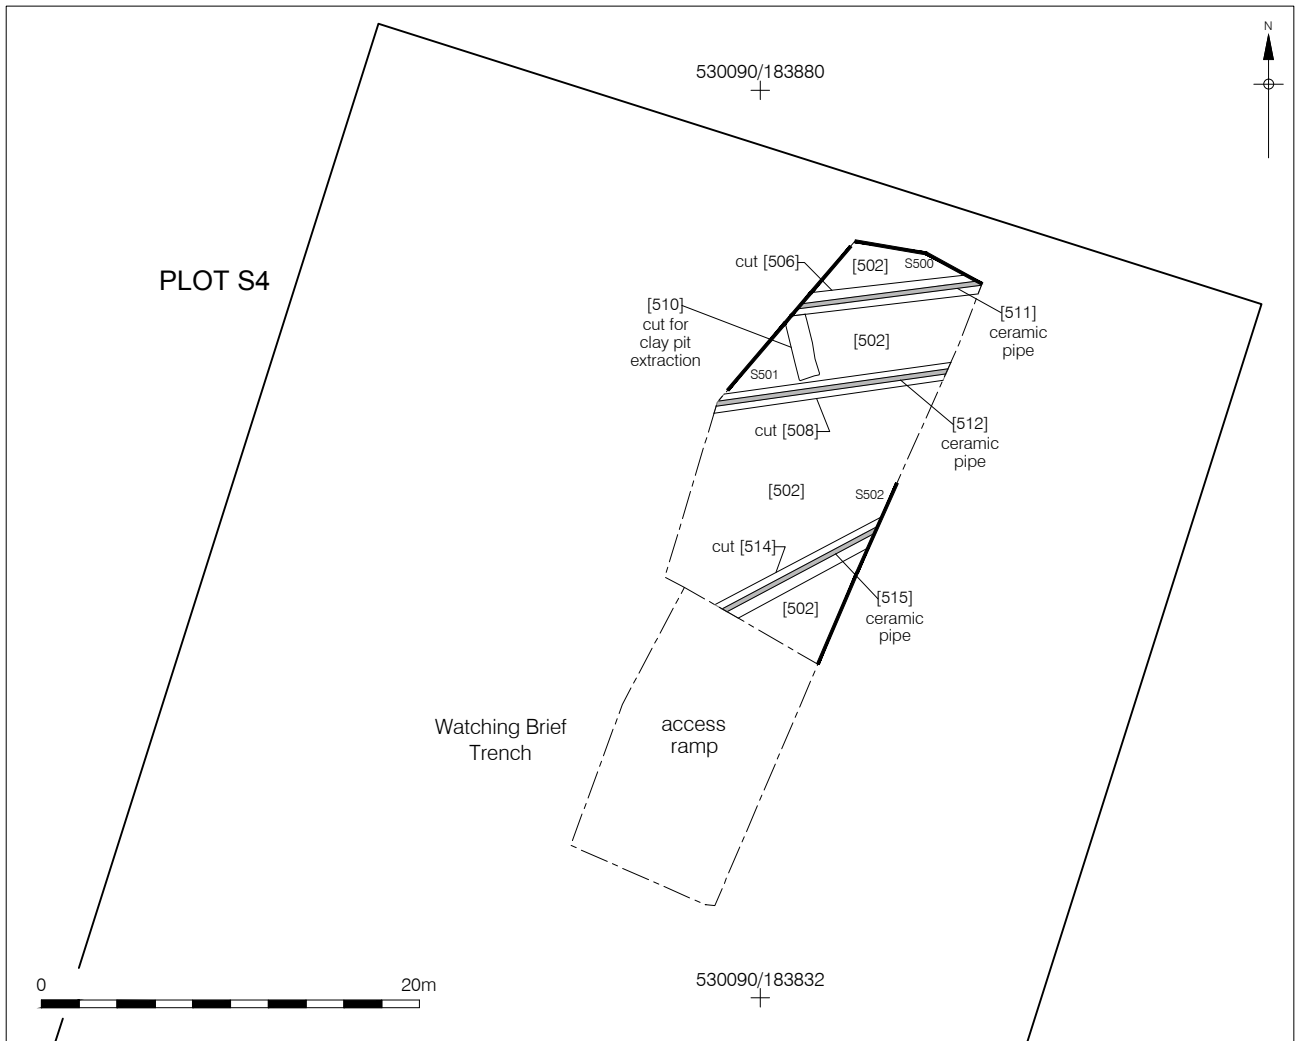 N
530090/183880
PLOT S4
cut [506]
[502]
S500
[510]
cut for
clay pit
extraction
[511]
ceramic
pipe
[502]
S501
cut [508]
[512]
ceramic
pipe
[502]
S502
cut [514]
[502]
[515]
ceramic
pipe
Watching Brief
Trench
access
ramp
0
20m
530090/183832